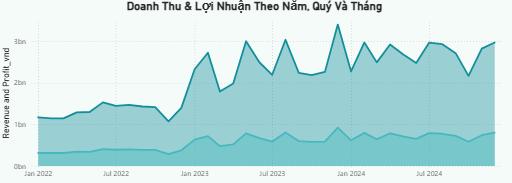 Doanh Thu & Lợi Nhuận Theo Năm, Quý Và Tháng
Revenue and Profit_vnd
3bn
2bn
1bn
0bn
Jan 2022
Jul 2022
Jan 2023
Jul 2023
Jan 2024
Jul 2024